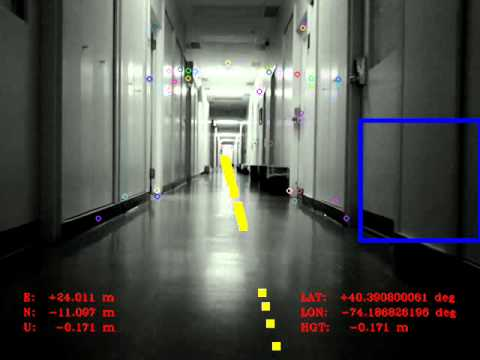 E: +24.011 m
N: -11.097 m
U: -0.171 m
LAT: +40.390800061 deg
LON: -74.186826196 deg
HGT: -0.171 m